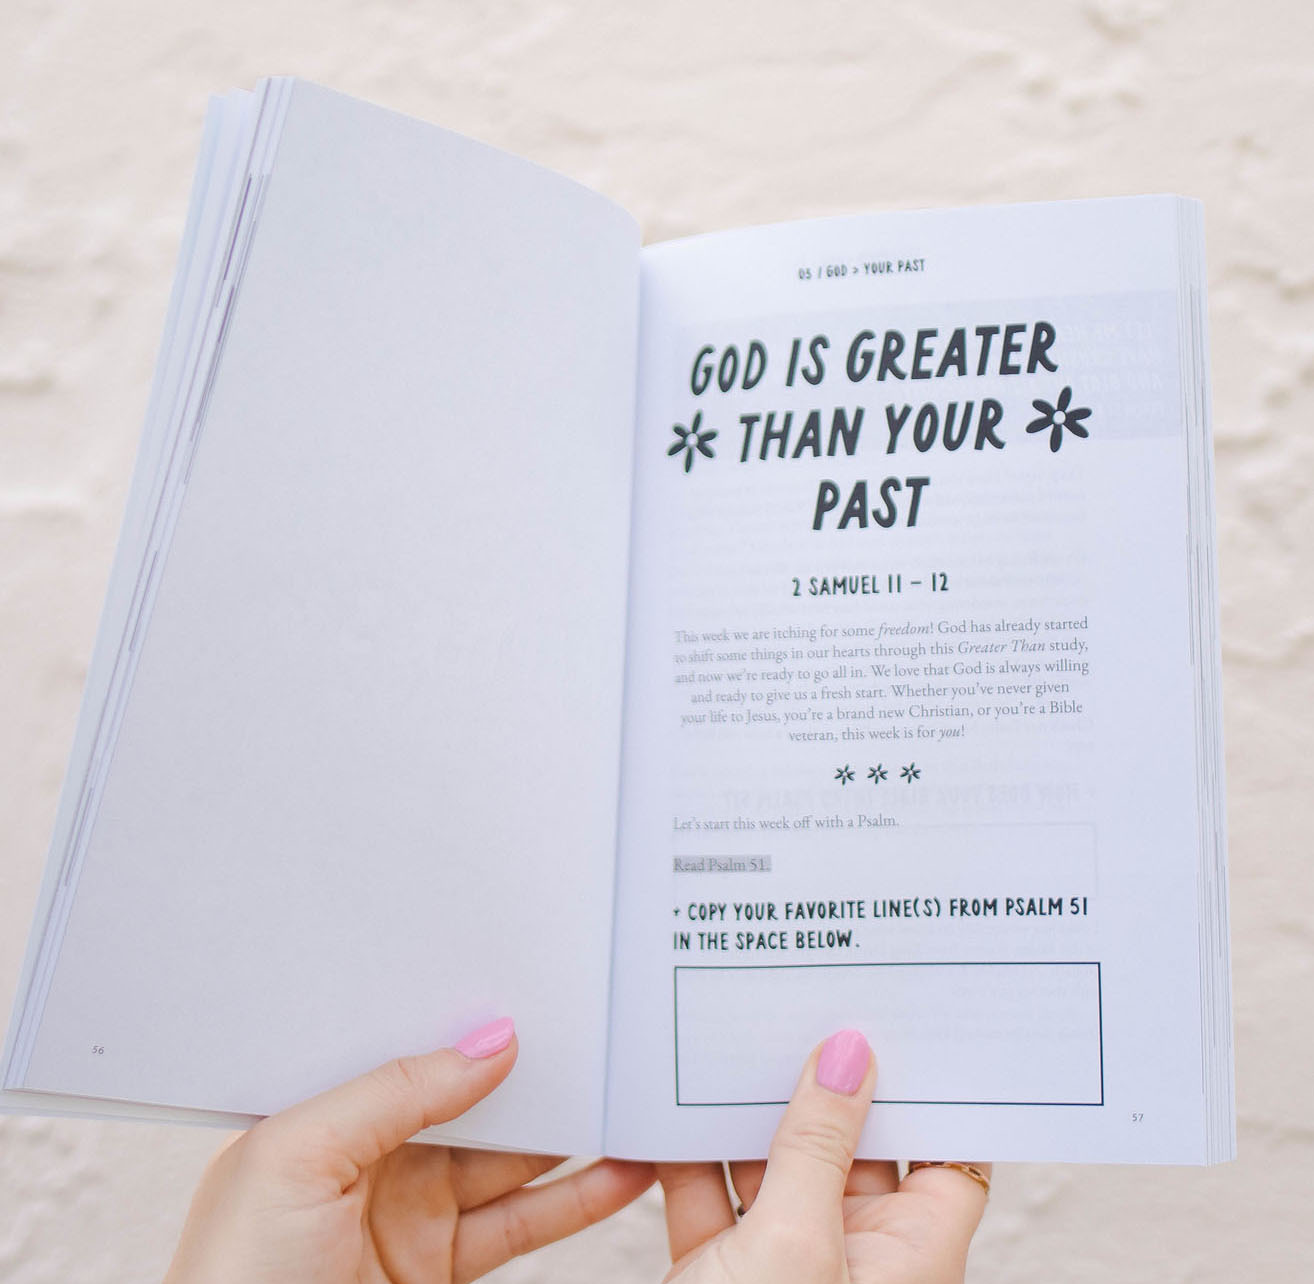 05 / GOD > YOUR PAST
GOD IS GREATER
THAN YOUR
PAST
2 SAMUEL 11 – 12
This week we are itching for some freedom! God has already started
to shift some things in our hearts through this Greater Than study,
and now we're ready to go all in. We love that God is always willing
and ready to give us a fresh start. Whether you've never given
your life to Jesus, you're a brand new Christian, or you're a Bible
veteran, this week is for you!
Let's start this week off with a Psalm.
Read Psalm 51.
+ COPY YOUR FAVORITE LINE(S) FROM PSALM 51
IN THE SPACE BELOW.
56
57